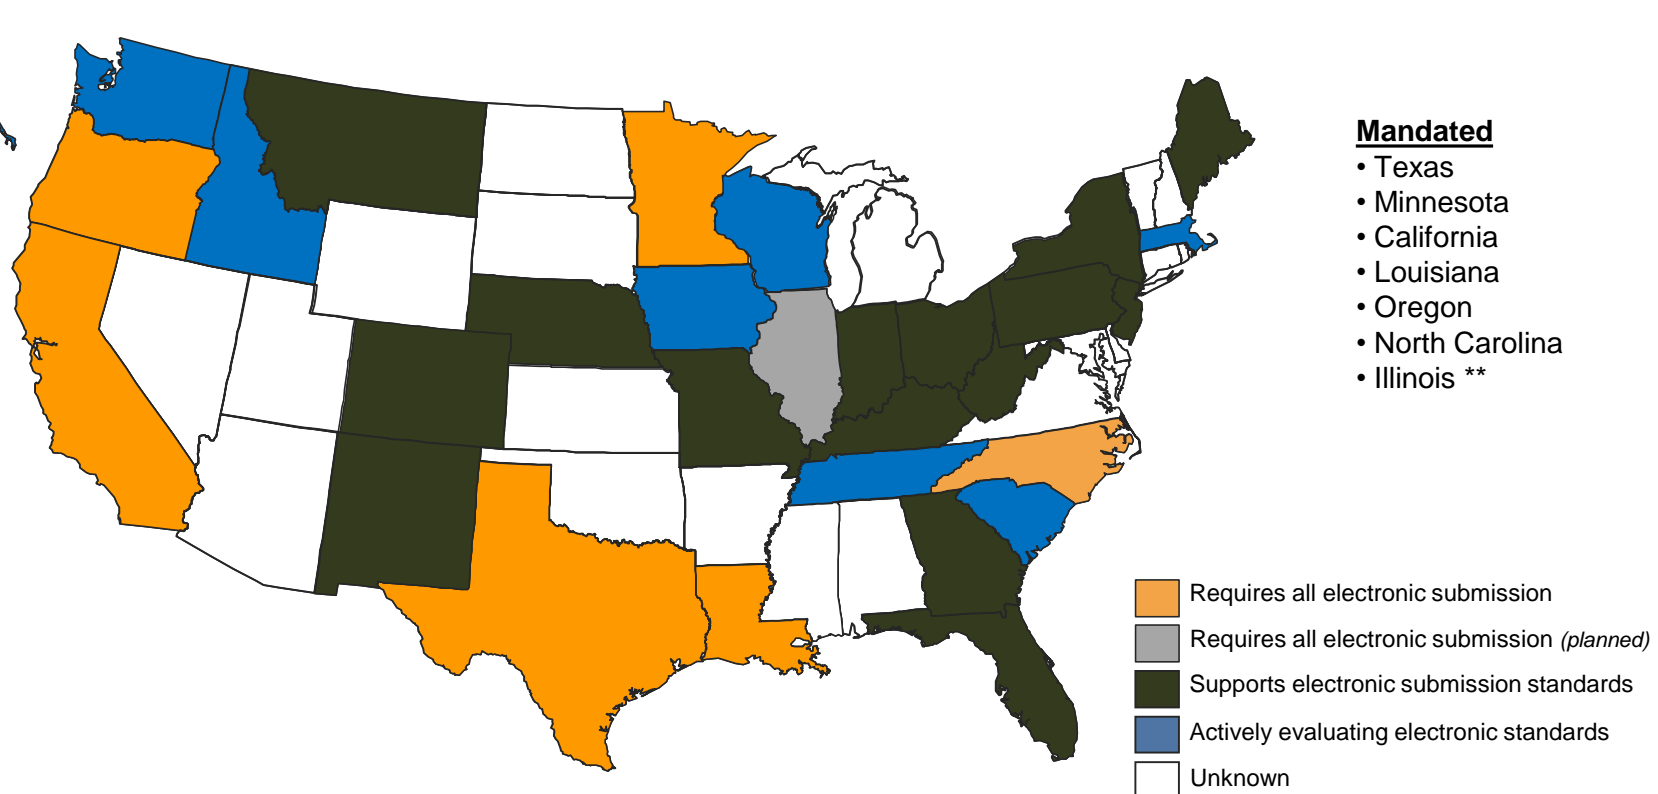 Mandated
• Texas
• Minnesota
• California
• Louisiana
• Oregon
• North Carolina
• Illinois **
Requires all electronic submission
Requires all electronic submission (planned)
Supports electronic submission standards
Actively evaluating electronic standards
Unknown